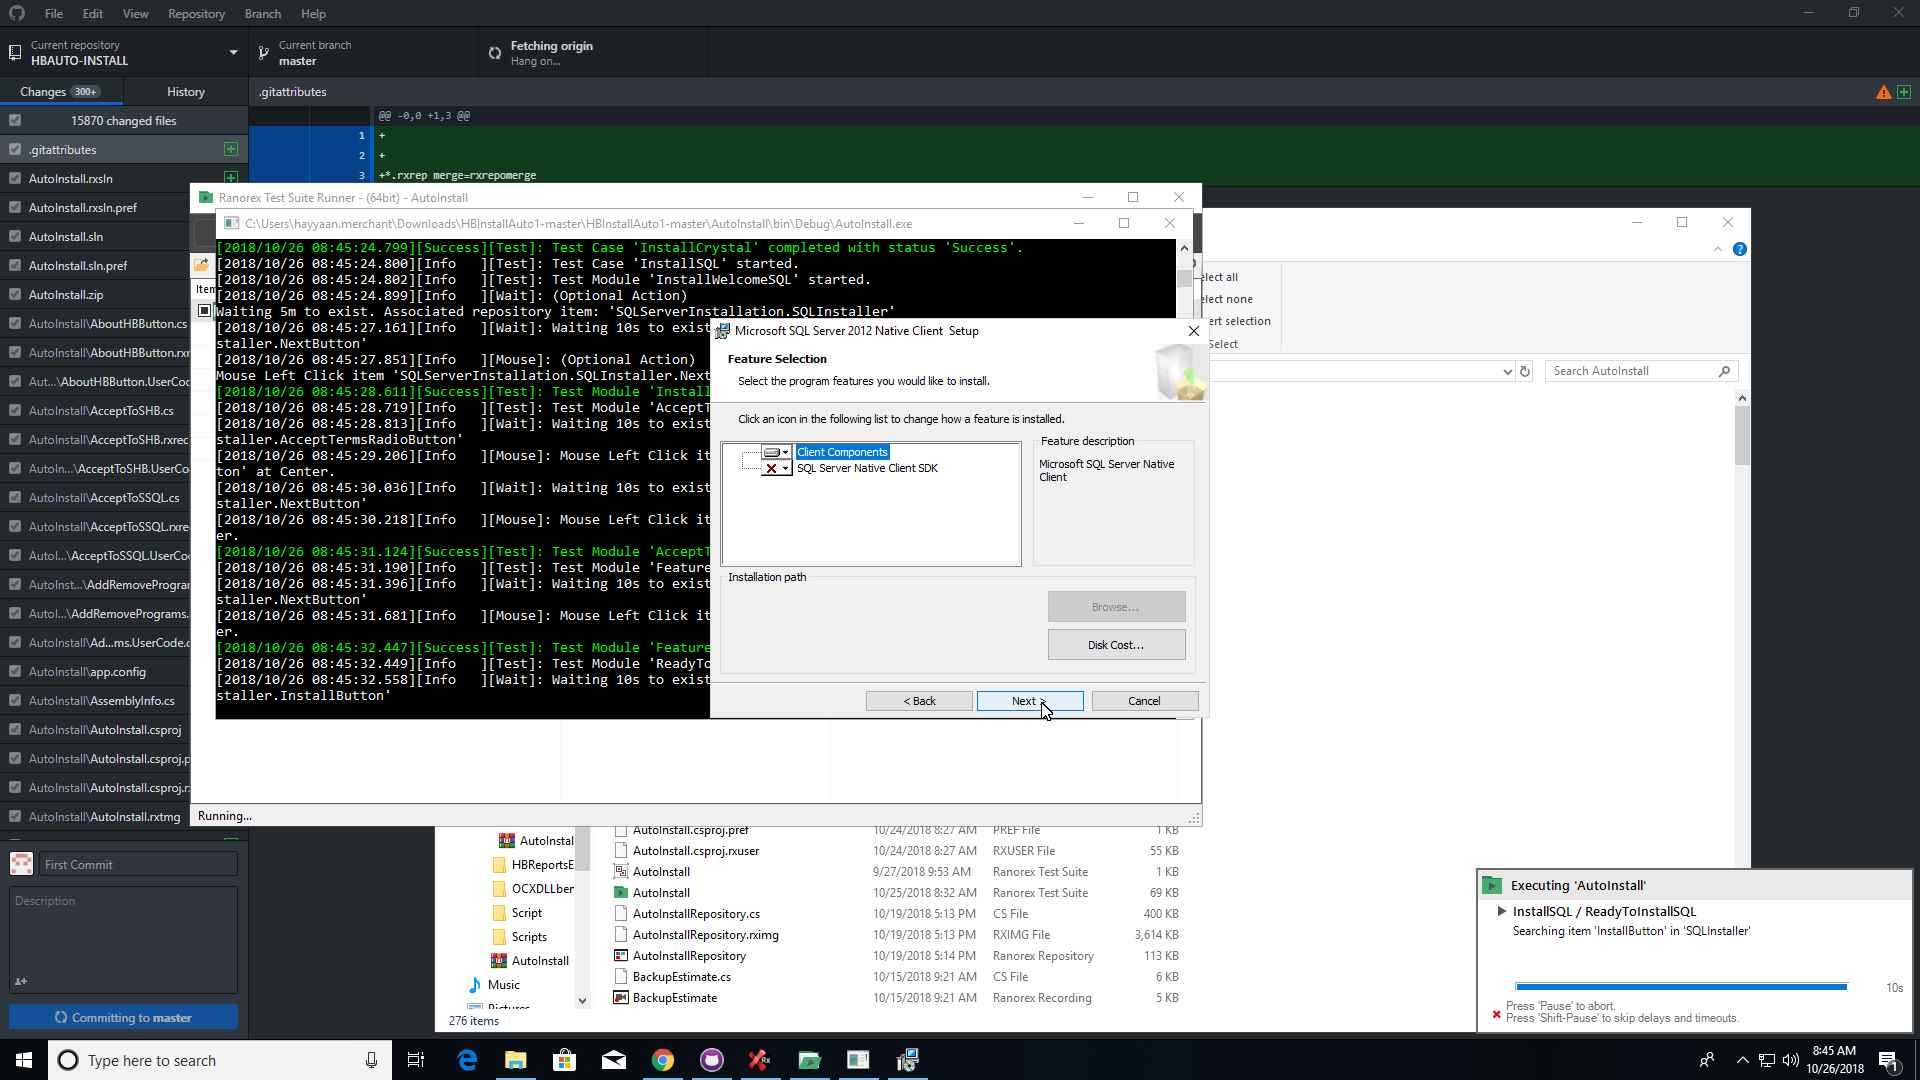 File Edit View Repository Branch Help
Current repository
HBAUTO-INSTALL
Current branch
master
Fetching origin
Hang on...
Changes 300+
History
.gitattributes
15870 changed files
@@ -0,0 +1,3 @@
1 +
2 +
3 +*.rxrep merge=rxrepomerge
.gitattributes
AutoInstall.rxsln
AutoInstall.rxsln.pref
AutoInstall.sln
AutoInstall.sln.pref
AutoInstall.zip
AutoInstall\AboutHBButton.cs
AutoInstall\AboutHBButton.rxr
Aut...\AboutHBButton.UserCo
AutoInstall\AcceptToSHB.cs
AutoInstall\AcceptToSHB.rxrec
AutoIn...\AcceptToSHB.UserCo
AutoInstall\AcceptToSSQL.cs
AutoInstall\AcceptToSSQL.rxre
AutoI...\AcceptToSSQL.UserCo
AutoInst...\AddRemoveProgra
Auto...\AddRemovePrograms.
AutoInstall\Ad...ms.UserCode.c
AutoInstall\app.config
AutoInstall\AssemblyInfo.cs
AutoInstall\AutoInstall.csproj
AutoInstall\AutoInstall.csproj.p
AutoInstall\AutoInstall.csproj.r
AutoInstall\AutoInstall.rxtmg
First Commit
Description
Committing to master
Ranorex Test Suite Runner - (64bit) - AutoInstall
C:\Users\hayyaan.merchant\Downloads\HBInstallAuto1-master\HBInstallAuto1-master\AutoInstall\bin\Debug\AutoInstall.exe
Item
[2018/10/26 08:45:24.799][Success][Test]: Test Case 'InstallCrystal' completed with status 'Success'.
[2018/10/26 08:45:24.800][Info ][Test]: Test Case 'InstallSQL' started.
[2018/10/26 08:45:24.802][Info ][Test]: Test Module 'InstallWelcomeSQL' started.
[2018/10/26 08:45:24.899][Info ][Wait]: (Optional Action)
Waiting 5m to exist. Associated repository item: 'SQLServerInstallation.SQLInstaller'
[2018/10/26 08:45:27.161][Info ][Wait]: Waiting 10s to exist
staller.NextButton'
[2018/10/26 08:45:27.851][Info ][Mouse]: (Optional Action)
Mouse Left Click item 'SQLServerInstallation.SQLInstaller.Nex
[2018/10/26 08:45:28.611][Success][Test]: Test Module 'Instal
[2018/10/26 08:45:28.719][Info ][Test]: Test Module 'AcceptT
[2018/10/26 08:45:28.813][Info ][Wait]: Waiting 10s to exist
staller.AcceptTermsRadioButton'
[2018/10/26 08:45:29.206][Info ][Mouse]: Mouse Left Click it
ton' at Center.
[2018/10/26 08:45:30.036][Info ][Wait]: Waiting 10s to exist
staller.NextButton'
[2018/10/26 08:45:30.218][Info ][Mouse]: Mouse Left Click it
er.
[2018/10/26 08:45:31.124][Success][Test]: Test Module 'AcceptT
[2018/10/26 08:45:31.190][Info ][Test]: Test Module 'Feature
[2018/10/26 08:45:31.396][Info ][Wait]: Waiting 10s to exist
staller.NextButton'
[2018/10/26 08:45:31.681][Info ][Mouse]: Mouse Left Click it
er.
[2018/10/26 08:45:32.447][Success][Test]: Test Module 'Feature
[2018/10/26 08:45:32.449][Info ][Test]: Test Module 'ReadyTo
[2018/10/26 08:45:32.558][Info ][Wait]: Waiting 10s to exist
staller.InstallButton'
Running...
Microsoft SQL Server 2012 Native Client Setup
Feature Selection
Select the program features you would like to install.
Click an icon in the following list to change how a feature is installed.
Client Components
SQL Server Native Client SDK
Feature description
Microsoft SQL Server Native
Client
Installation path
Browse...
Disk Cost...
< Back
Next >
Cancel
elect all
elect none
ert selection
Select
Search AutoInstall
AutoInstal
HBReportsE
OCXDLLber
Script
Scripts
AutoInstall
Music
Pictures
AutoInstall.csproj.pref 10/24/2018 8:27 AM PREF File 1 KB
AutoInstall.csproj.rxuser 10/24/2018 8:27 AM RXUSER File 55 KB
AutoInstall 9/27/2018 9:53 AM Ranorex Test Suite 1 KB
AutoInstall 10/25/2018 8:32 AM Ranorex Test Suite 69 KB
AutoInstallRepository.cs 10/19/2018 5:13 PM CS File 400 KB
AutoInstallRepository.rximg 10/19/2018 5:13 PM RXIMG File 3,614 KB
AutoInstallRepository 10/19/2018 5:14 PM Ranorex Repository 113 KB
BackupEstimate.cs 10/15/2018 9:21 AM CS File 6 KB
BackupEstimate 10/15/2018 9:21 AM Ranorex Recording 5 KB
276 items
Executing 'AutoInstall'
InstallSQL / ReadyToInstallSQL
Searching item 'InstallButton' in 'SQLInstaller'
10s
Press 'Pause' to abort.
Press 'Shift-Pause' to skip delays and timeouts.
Type here to search
8:45 AM
10/26/2018
1